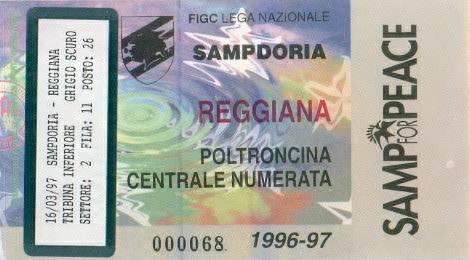 16/03/97 SAMPDORIA - REGGIANA
TRIBUNA INFERIORE GRIGIO SCURO
SETTORE: 2 FILA: 11 POSTO: 26
FIGC LEGA NAZIONALE
SAMPDORIA
REGGIANA
POLTRONCINA
CENTRALE NUMERATA
000068
1996-97
SAMP FOR PEACE